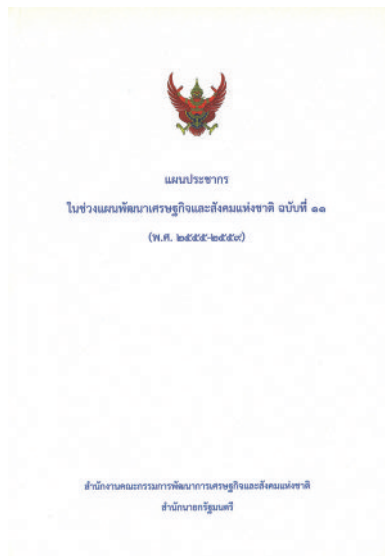 แผนประชากร
ในช่วงแผนพัฒนาเศรษฐกิจและสังคมแห่งชาติ ฉบับที่ ๑๑
(พ.ศ. ๒๕๕๕-๒๕๕๙)
สำนักงานคณะกรรมการพัฒนาการเศรษฐกิจและสังคมแห่งชาติ
สำนักนายกรัฐมนตรี